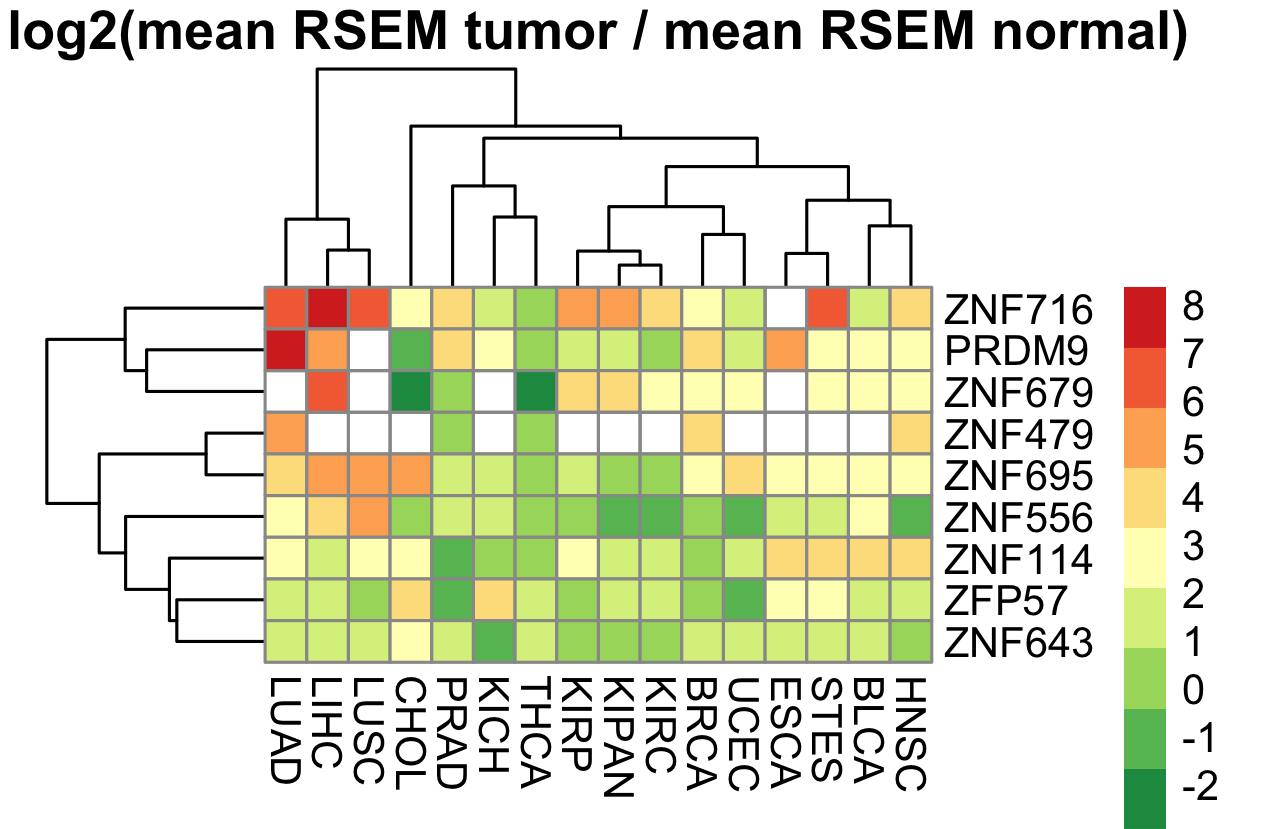 log2(mean RSEM tumor / mean RSEM normal)
ZNF716
PRDM9
ZNF679
ZNF479
ZNF695
ZNF556
ZNF114
ZFP57
ZNF643
8
7
6
5
4
3
2
1
0
-1
-2
LUAD
LIHC
LUSC
CHOL
PRAD
KICH
THCA
KIRP
KIPAN
KIRC
BRCA
UCEC
ESCA
STES
BLCA
HNSC